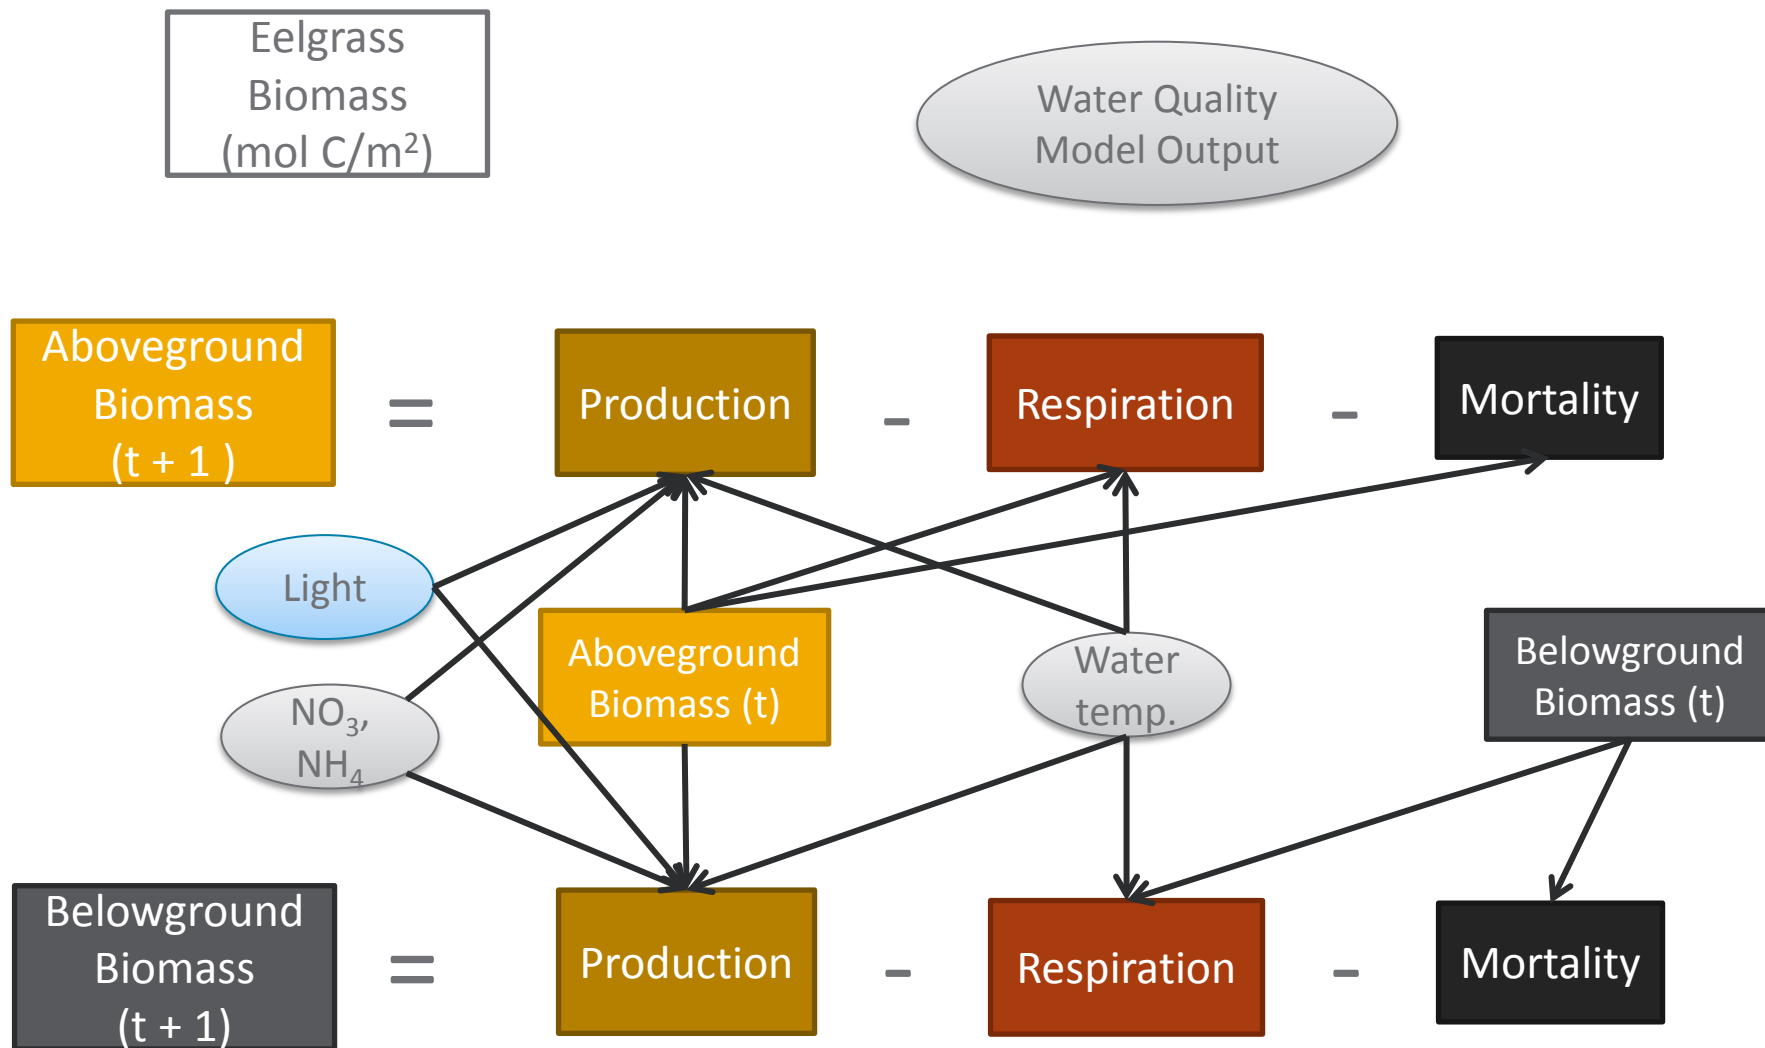 Eelgrass
Biomass
(mol C/m²)
Water Quality
Model Output
Aboveground
Biomass
(t + 1 )
=
Production
-
Respiration
-
Mortality
Light
NO₃,
NH₄
Aboveground
Biomass (t)
Water
temp.
Belowground
Biomass (t)
Belowground
Biomass
(t + 1)
=
Production
-
Respiration
-
Mortality